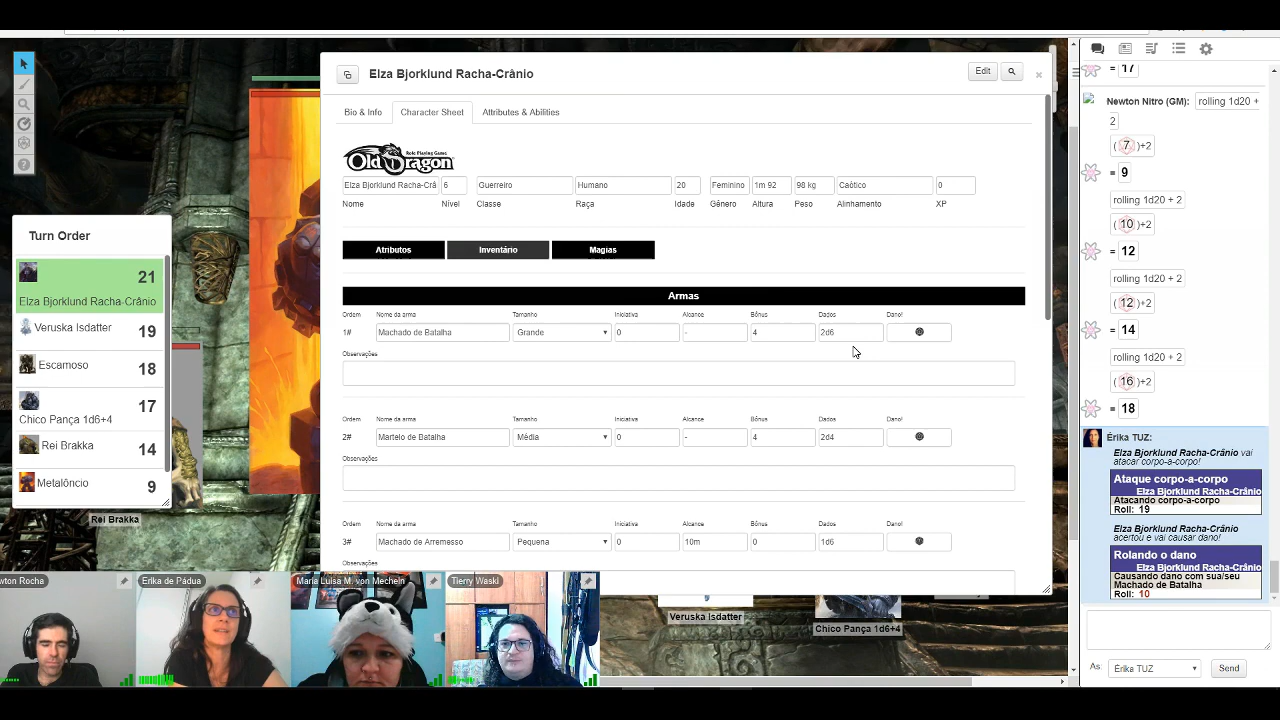 Elza Bjorklund Racha-Crânio
Edit
Bio & Info
Character Sheet
Attributes & Abilities
Role Playing Game
Old Dragon
Elza Bjorklund Racha-Crâ
6
Guerreiro
Humano
20
Feminino
1m 92
98 kg
Caótico
0
Nome
Nível
Classe
Raça
Idade
Gênero
Altura
Peso
Alinhamento
XP
Atributos
Inventário
Magias
Armas
Ordem
Nome da arma
Tamanho
Iniciativa
Alcance
Bônus
Dados
Dano!
1#
Machado de Batalha
Grande
0
-
4
2d6
Observações
Ordem
Nome da arma
Tamanho
Iniciativa
Alcance
Bônus
Dados
Dano!
2#
Martelo de Batalha
Média
0
-
4
2d4
Observações
Ordem
Nome da arma
Tamanho
Iniciativa
Alcance
Bônus
Dados
Dano!
3#
Machado de Arremesso
Pequena
0
10m
0
1d6
Observações
Turn Order
21
Elza Bjorklund Racha-Crânio
Veruska Isdatter
19
Escamoso
18
17
Chico Pança 1d6+4
Rei Brakka
14
Metalôncio
9
Rei Brakka
wton Rocha
Erika de Pádua
Maria Luisa M. von Mecheln
Tierry Waskl
Veruska Isdatter
Chico Pança 1d6+4
= 17
Newton Nitro (GM): rolling 1d20 +
2
(7)+2
= 9
rolling 1d20 + 2
(10)+2
= 12
rolling 1d20 + 2
(12)+2
= 14
rolling 1d20 + 2
(16)+2
= 18
Érika TUZ:
Elza Bjorklund Racha-Crânio vai
atacar corpo-a-corpo!
Ataque corpo-a-corpo
Elza Bjorklund Racha-Crânio
Atacando corpo-a-corpo
Roll: 19
Elza Bjorklund Racha-Crânio
acertou e vai causar dano!
Rolando o dano
Elza Bjorklund Racha-Crânio
Causando dano com sua/seu
Machado de Batalha
Roll: 10
As:
Érika TUZ
Send